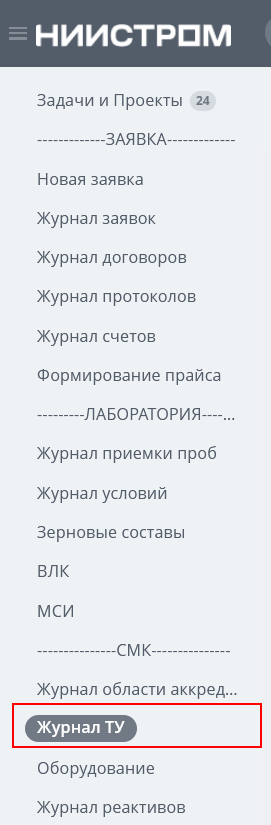 НИИСТРОМ
Задачи и Проекты 24
-------------ЗАЯВКА-------------
Новая заявка
Журнал заявок
Журнал договоров
Журнал протоколов
Журнал счетов
Формирование прайса
---------ЛАБОРАТОРИЯ----...
Журнал приемки проб
Журнал условий
Зерновые составы
ВЛК
МСИ
---------------СМК---------------
Журнал области аккред...
Журнал ТУ
Оборудование
Журнал реактивов